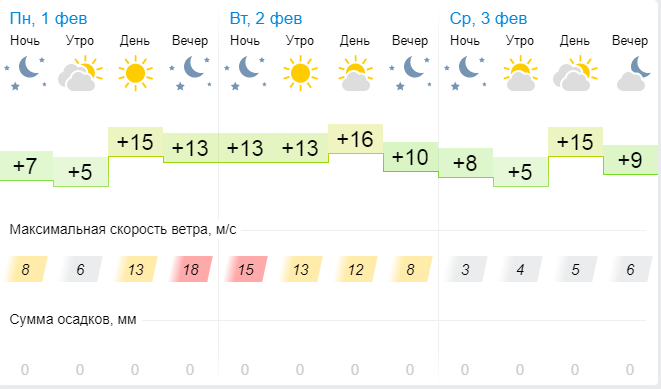 Пн, 1 фев Вт, 2 фев Ср, 3 фев
Ночь Утро День Вечер Ночь Утро День Вечер Ночь Утро День Вечер
+7 +5 +15 +13 +13 +13 +16 +10 +8 +5 +15 +9
Максимальная скорость ветра, м/с
8 6 13 18 15 13 12 8 3 4 5 6
Сумма осадков, мм
0 0 0 0 0 0 0 0 0 0 0 0